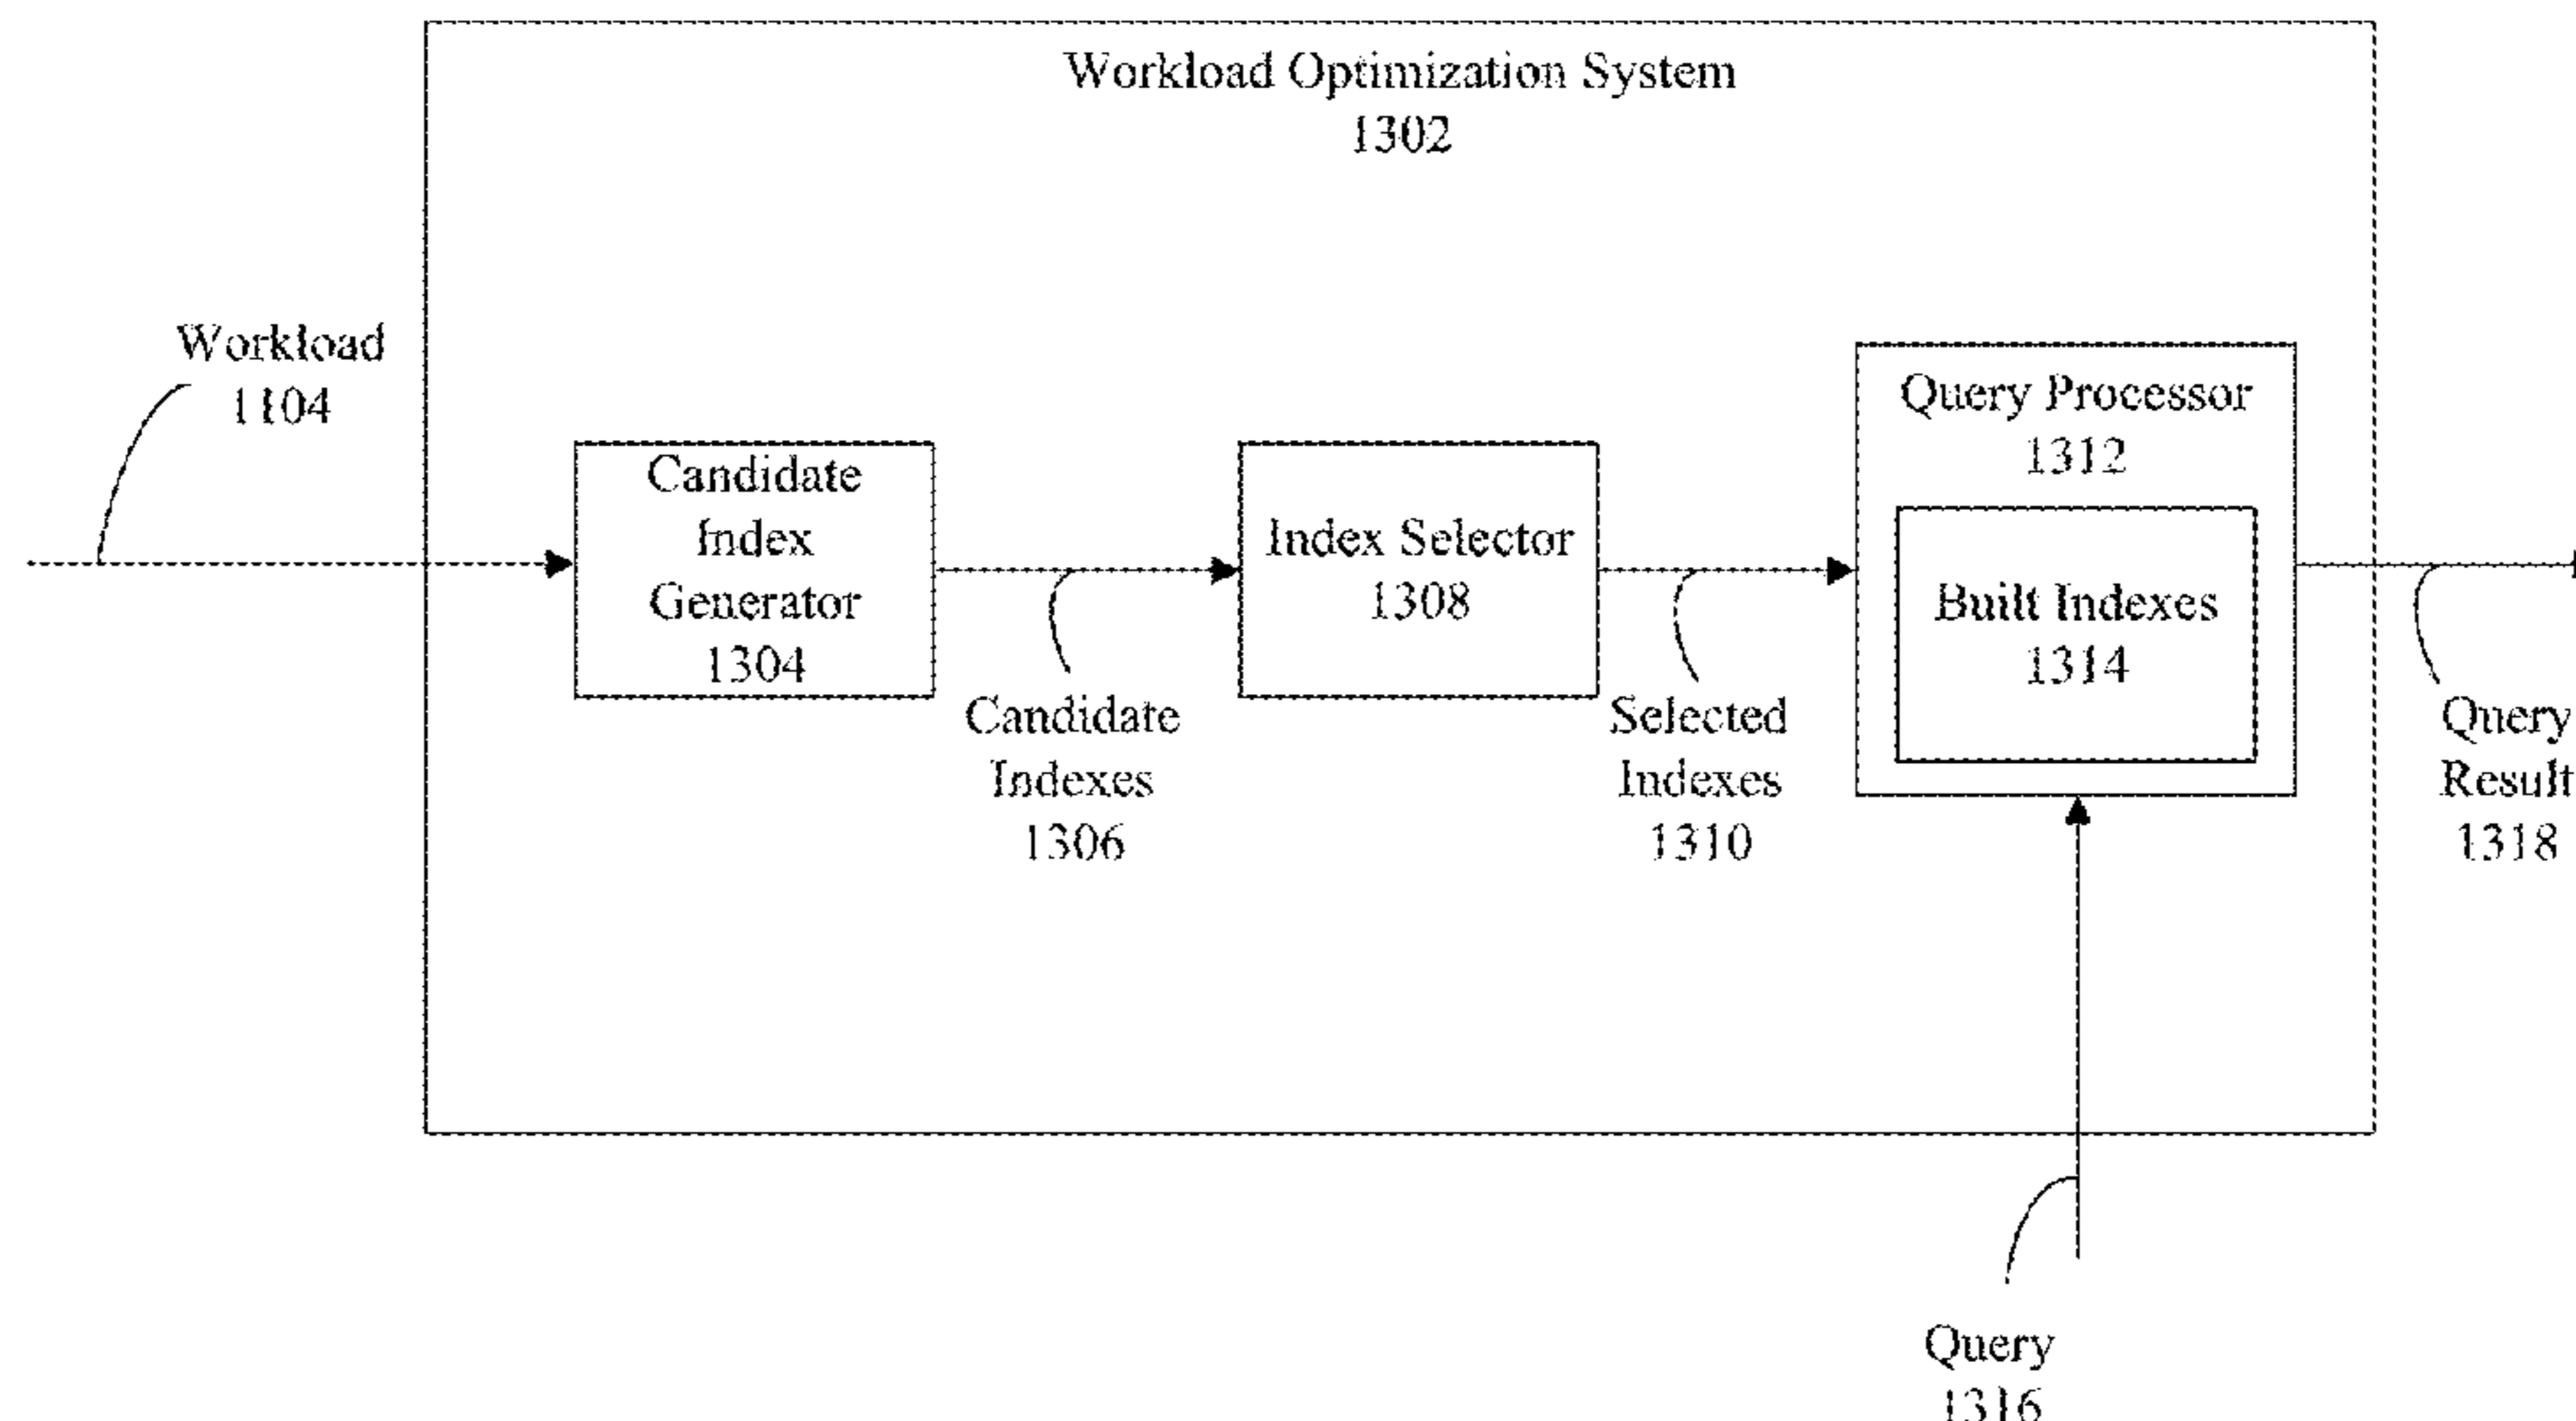 Workload Optimization System
1302
Workload
1104
Candidate
Index
Generator
1304
Candidate
Indexes
1306
Index Selector
1308
Selected
Indexes
1310
Query Processor
1312
Built Indexes
1314
Query
Result
1318
Query
1316